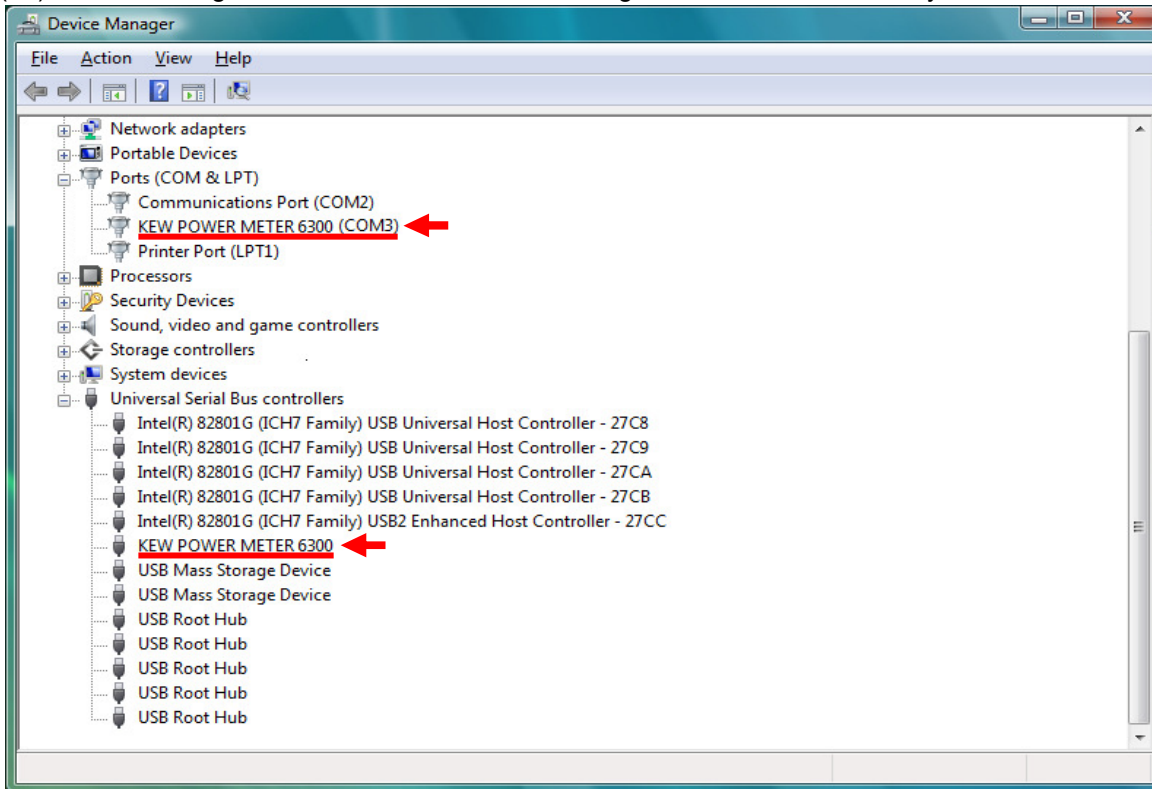 Device Manager
File Action View Help
Network adapters
Portable Devices
Ports (COM & LPT)
Communications Port (COM2)
KEW POWER METER 6300 (COM3)
Printer Port (LPT1)
Processors
Security Devices
Sound, video and game controllers
Storage controllers
System devices
Universal Serial Bus controllers
Intel(R) 82801G (ICH7 Family) USB Universal Host Controller - 27C8
Intel(R) 82801G (ICH7 Family) USB Universal Host Controller - 27C9
Intel(R) 82801G (ICH7 Family) USB Universal Host Controller - 27CA
Intel(R) 82801G (ICH7 Family) USB Universal Host Controller - 27CB
Intel(R) 82801G (ICH7 Family) USB2 Enhanced Host Controller - 27CC
KEW POWER METER 6300
USB Mass Storage Device
USB Mass Storage Device
USB Root Hub
USB Root Hub
USB Root Hub
USB Root Hub
USB Root Hub